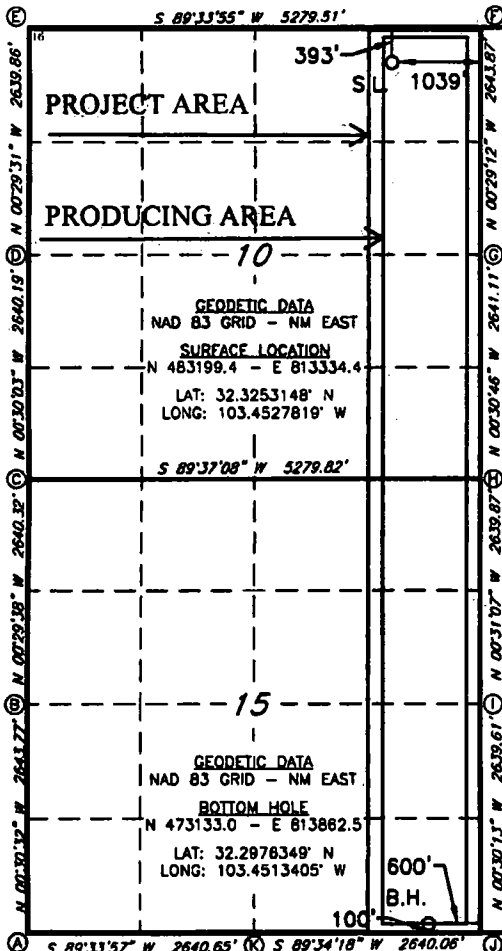 S 89'33'55" W 5279.51'
E
F
16
393'
S.L.
1039'
2639.86'
2643.87'
PROJECT AREA
N 00'29'31" W
N 00'29'12" W
PRODUCING AREA
D
10
G
2640.19'
2641.11'
GEODETIC DATA
NAD 83 GRID - NM EAST
SURFACE LOCATION
N 483199.4 - E 813334.4
LAT: 32.3253148° N
LONG: 103.4527819° W
N 00'30'03" W
N 00'30'46" W
S 89'37'08" W 5279.82'
C
H
2640.32'
2639.87'
N 00'29'38" W
N 00'31'07" W
B
15
I
2643.77'
2639.61'
GEODETIC DATA
NAD 83 GRID - NM EAST
BOTTOM HOLE
N 473133.0 - E 813862.5
LAT: 32.2976349° N
LONG: 103.4513405° W
N 00'30'32" W
N 00'30'13" W
600'
B.H.
100'
A
S 89'33'57" W 2640.65'
K
S 89'34'18" W 2640.06'
J